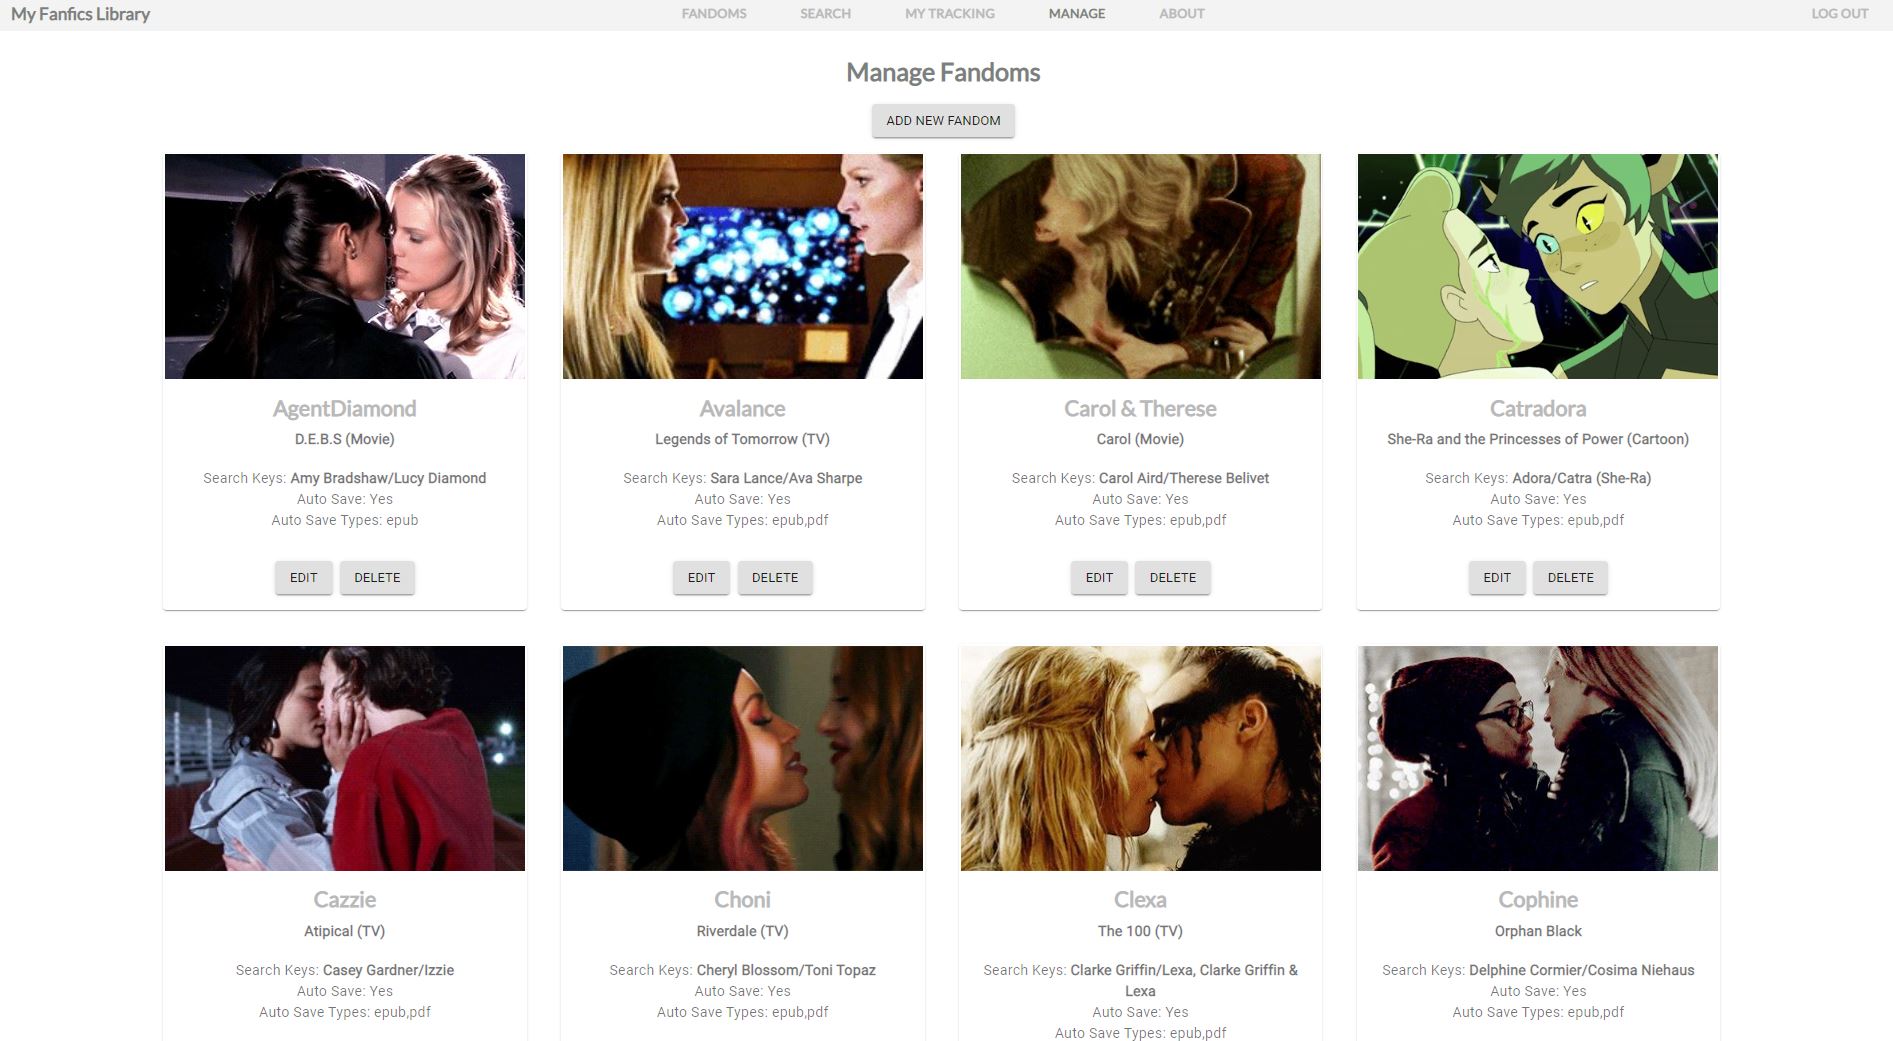 My Fanfics Library
FANDOMS
SEARCH
MY TRACKING
MANAGE
ABOUT
LOG OUT
Manage Fandoms
ADD NEW FANDOM
AgentDiamond
D.E.B.S (Movie)
Search Keys: Amy Bradshaw/Lucy Diamond
Auto Save: Yes
Auto Save Types: epub
EDIT
DELETE
Avalance
Legends of Tomorrow (TV)
Search Keys: Sara Lance/Ava Sharpe
Auto Save: Yes
Auto Save Types: epub,pdf
EDIT
DELETE
Carol & Therese
Carol (Movie)
Search Keys: Carol Aird/Therese Belivet
Auto Save: Yes
Auto Save Types: epub,pdf
EDIT
DELETE
Catradora
She-Ra and the Princesses of Power (Cartoon)
Search Keys: Adora/Catra (She-Ra)
Auto Save: Yes
Auto Save Types: epub,pdf
EDIT
DELETE
Cazzie
Atipical (TV)
Search Keys: Casey Gardner/Izzie
Auto Save: Yes
Auto Save Types: epub,pdf
Choni
Riverdale (TV)
Search Keys: Cheryl Blossom/Toni Topaz
Auto Save: Yes
Auto Save Types: epub,pdf
Clexa
The 100 (TV)
Search Keys: Clarke Griffin/Lexa, Clarke Griffin &
Lexa
Auto Save: Yes
Auto Save Types: epub,pdf
Cophine
Orphan Black
Search Keys: Delphine Cormier/Cosima Niehaus
Auto Save: Yes
Auto Save Types: epub,pdf